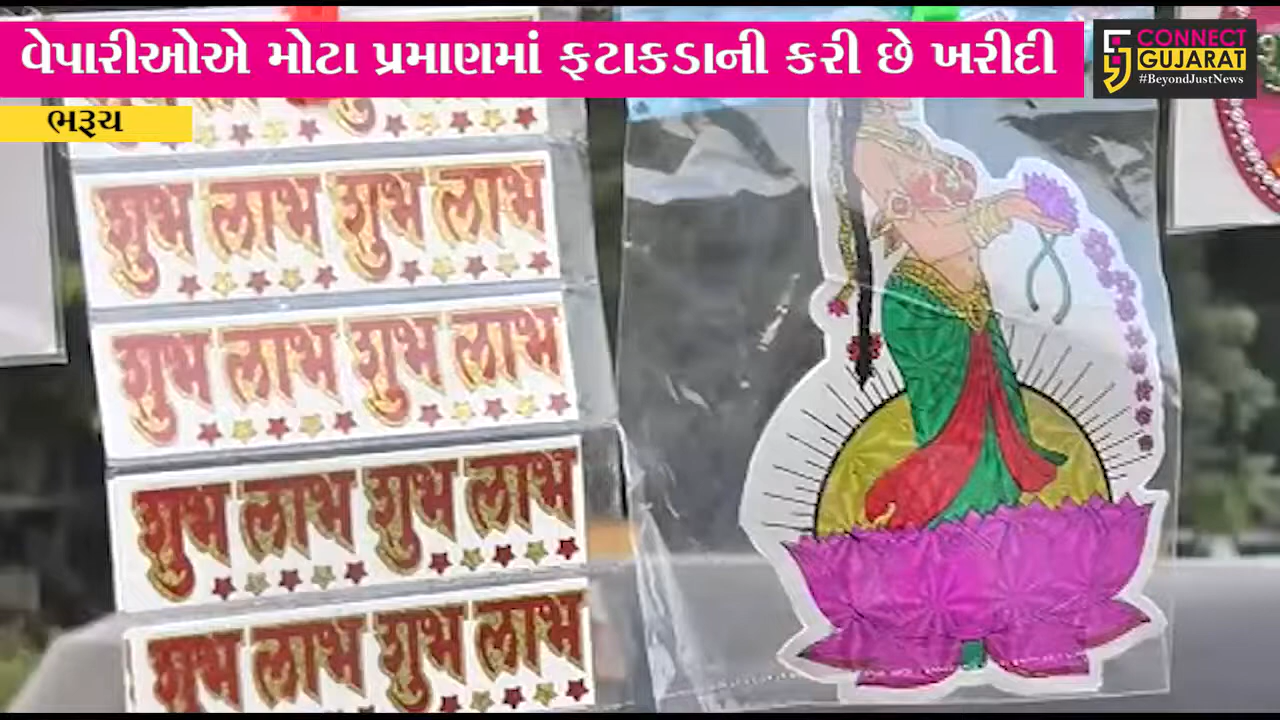 વેપારીઓએ મોટા પ્રમાણમાં ફટાકડાની કરી છે ખરીદી
CONNECT
GUJARAT
#BeyondJustNews
ભરૂચ
शुभ लाभ शुभ लाभ
शुभ लाभ शुभ लाभ
शुभ लाभ शुभ लाभ
शुभ लाभ शुभ लाभ